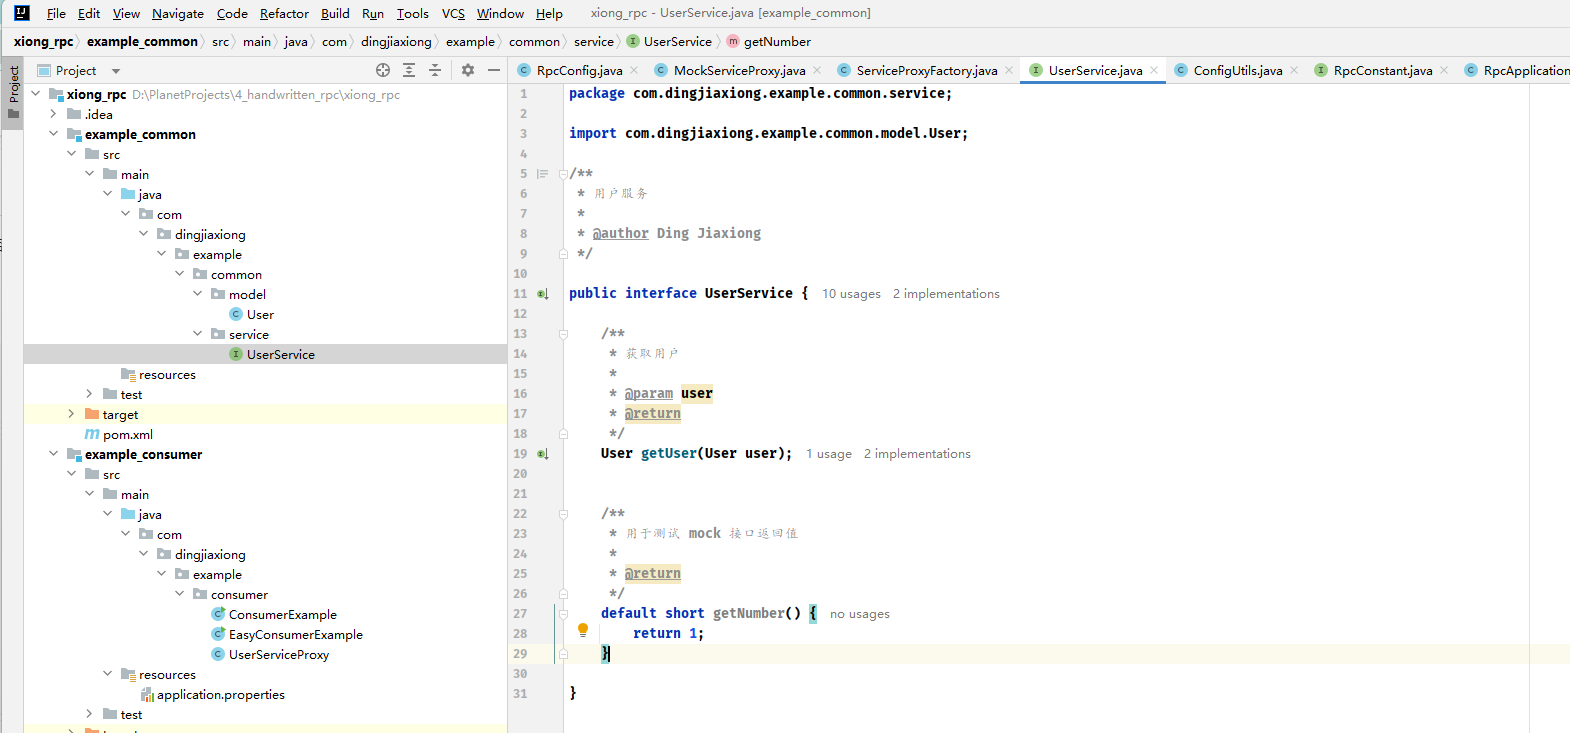 File Edit View Navigate Code Refactor Build Run Tools VCS Window Help xiong_rpc - UserService.java [example_common]
xiong_rpc example_common src main java com dingjiaxiong example common service UserService getNumber
Project
Project
RpcConfig.java MockServiceProxy.java ServiceProxyFactory.java UserService.java ConfigUtils.java RpcConstant.java RpcApplication
xiong_rpc D:\PlanetProjects\4_handwritten_rpc\xiong_rpc
.idea
example_common
src
main
java
com
dingjiaxiong
example
common
model
User
service
UserService
resources
test
target
pom.xml
example_consumer
src
main
java
com
dingjiaxiong
example
consumer
ConsumerExample
EasyConsumerExample
UserServiceProxy
resources
application.properties
test
1 package com.dingjiaxiong.example.common.service;
2
3 import com.dingjiaxiong.example.common.model.User;
4
5 /**
6 * 用户服务
7 *
8 * @author Ding Jiaxiong
9 */
10
11 public interface UserService { 10 usages 2 implementations
12
13 /**
14 * 获取用户
15 *
16 * @param user
17 * @return
18 */
19 User getUser(User user); 1 usage 2 implementations
20
21
22 /**
23 * 用于测试 mock 接口返回值
24 *
25 * @return
26 */
27 default short getNumber() { no usages
28 return 1;
29 }
30
31 }